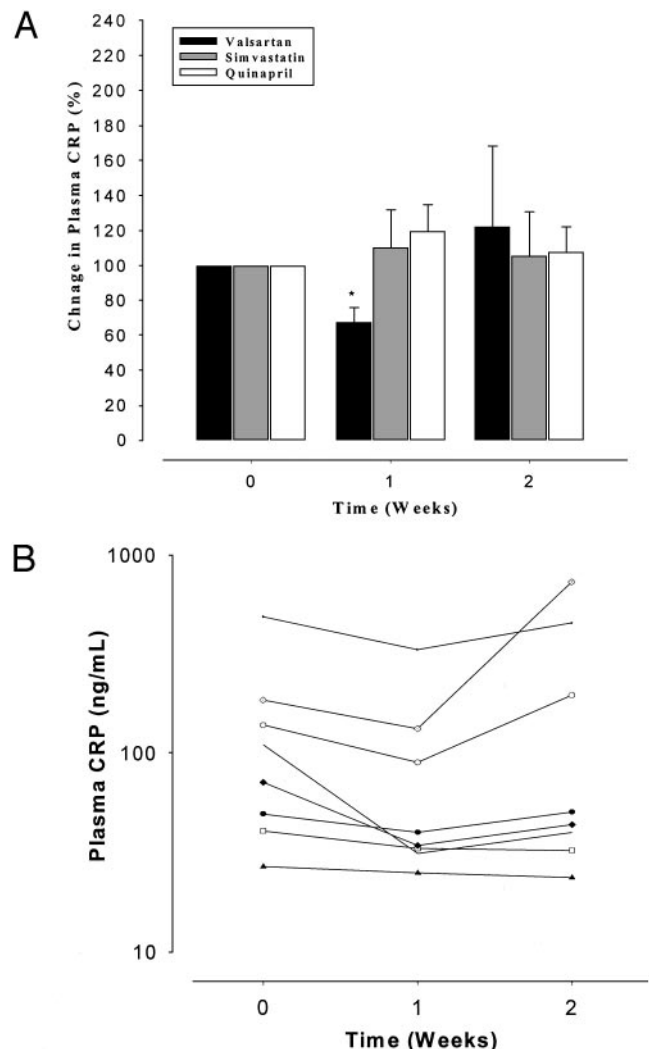 A
240
220
200
180
160
140
120
100
80
60
40
20
0
Chnage in Plasma CRP (%)
Valsartan
Simvastatin
Quinapril
*
0 1 2
Time (Weeks)
B
1000
100
10
Plasma CRP (ng/mL)
0 1 2
Time (Weeks)